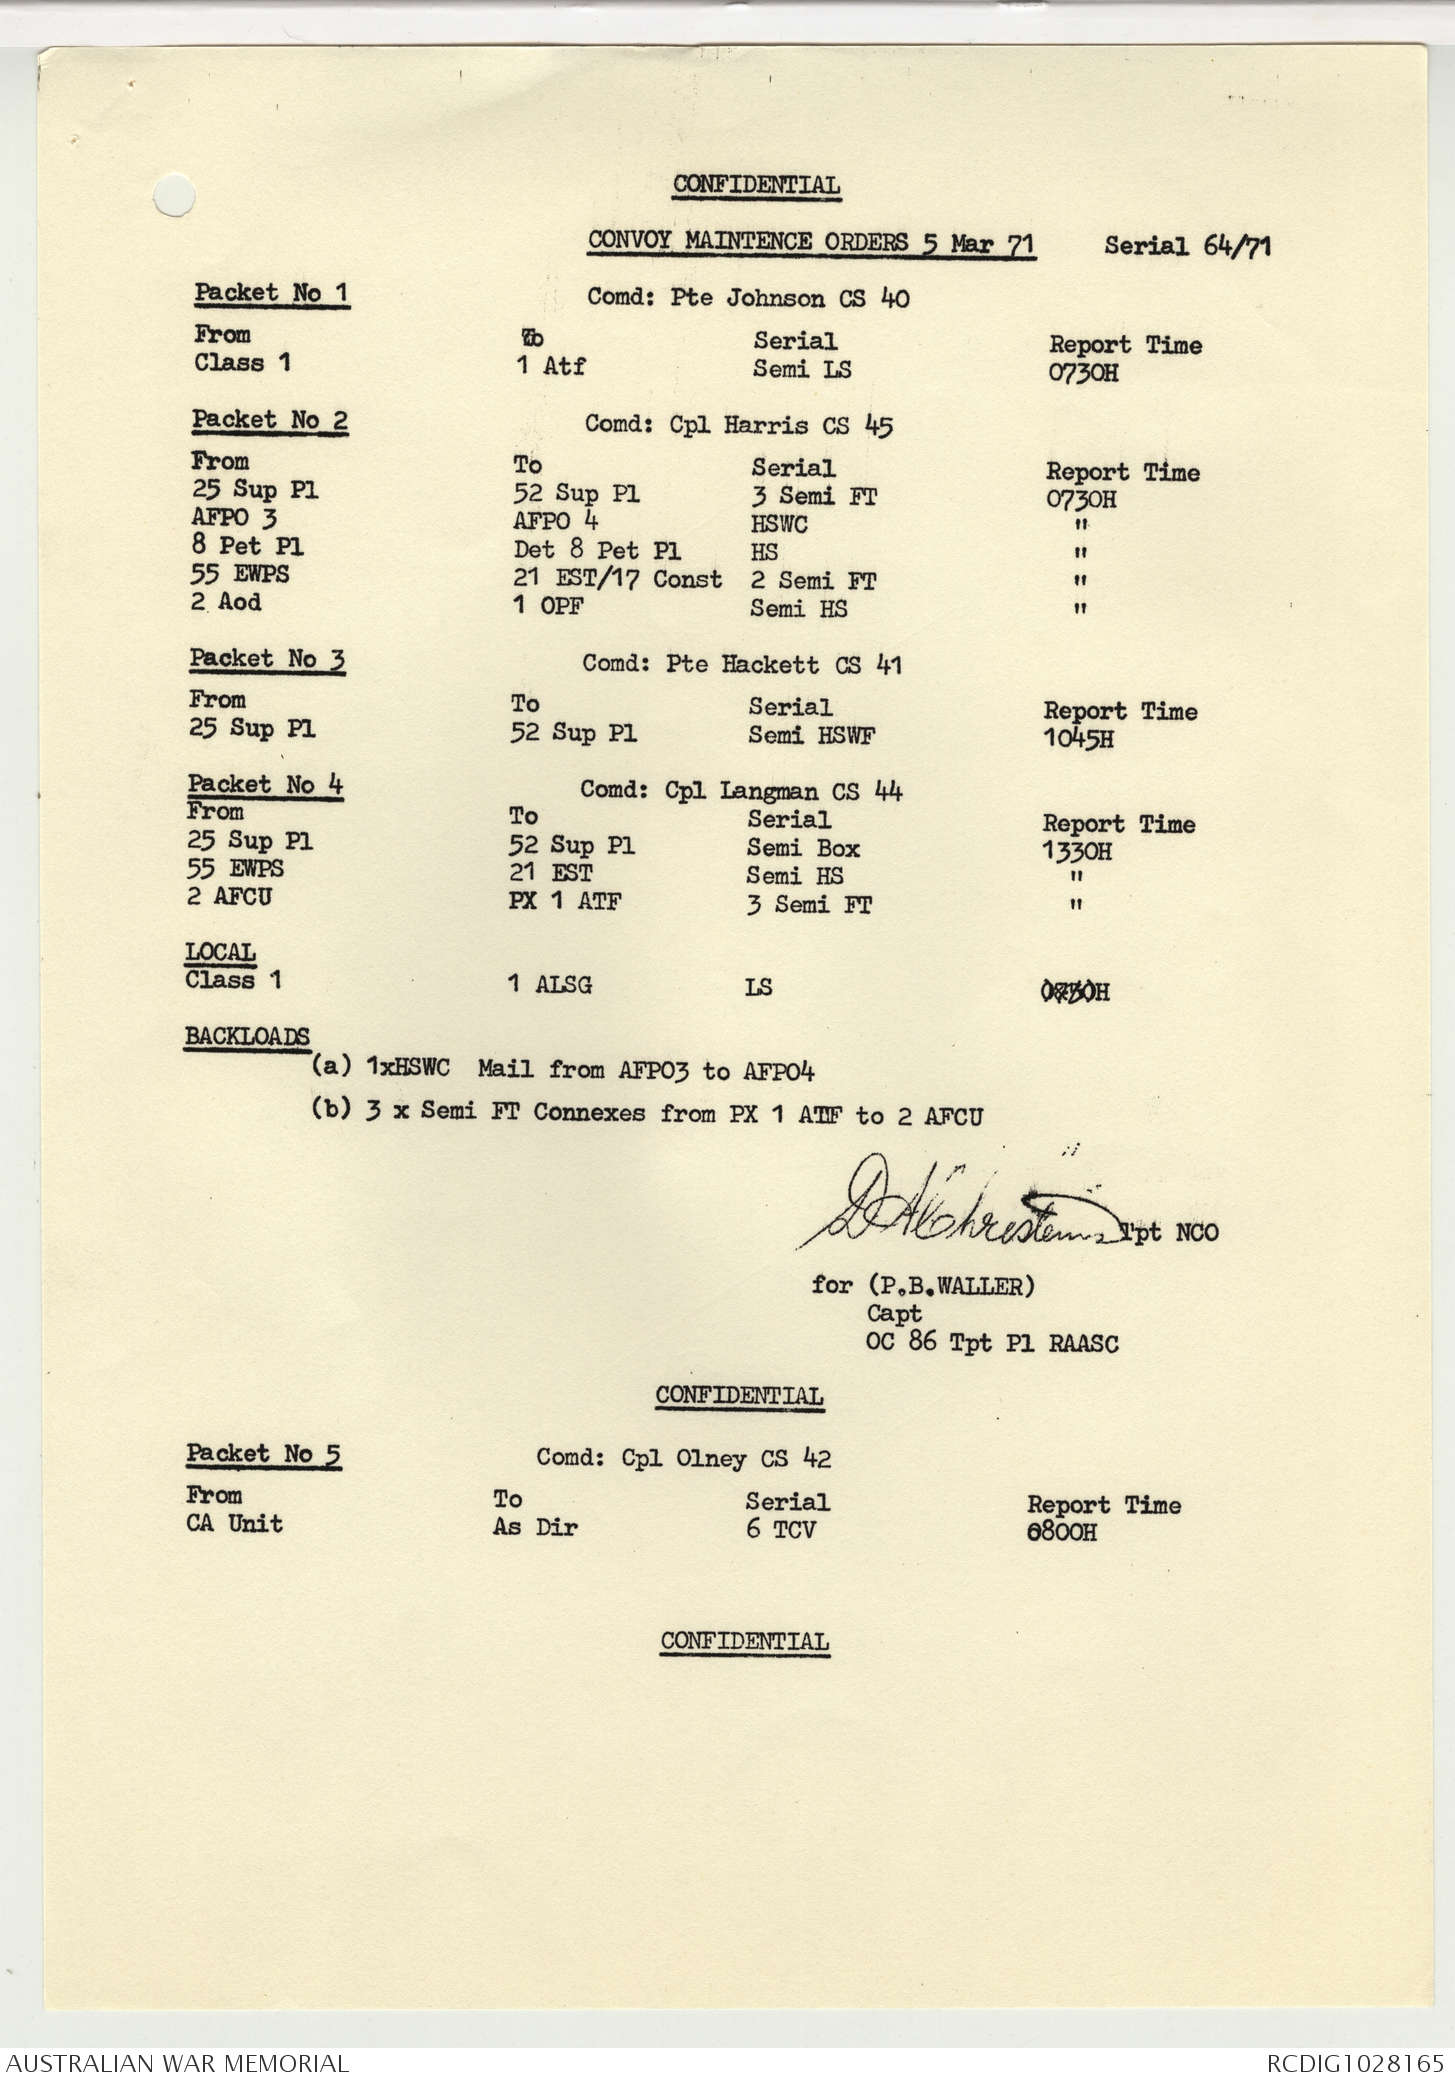 CONFIDENTIAL
CONVOY MAINTENCE ORDERS 5 Mar 71 Serial 64/71
Packet No 1 Comd: Pte Johnson CS 40
From To Serial Report Time
Class 1 1 Atf Semi LS 0730H
Packet No 2 Comd: Cpl Harris CS 45
From To Serial Report Time
25 Sup Pl 52 Sup Pl 3 Semi FT 0730H
AFPO 3 AFPO 4 HSWC "
8 Pet Pl Det 8 Pet Pl HS "
55 EWPS 21 EST/17 Const 2 Semi FT "
2 Aod 1 OPF Semi HS "
Packet No 3 Comd: Pte Hackett CS 41
From To Serial Report Time
25 Sup Pl 52 Sup Pl Semi HSWF 1045H
Packet No 4 Comd: Cpl Langman CS 44
From To Serial Report Time
25 Sup Pl 52 Sup Pl Semi Box 1330H
55 EWPS 21 EST Semi HS "
2 AFCU PX 1 ATF 3 Semi FT "
LOCAL
Class 1 1 ALSG LS
BACKLOADS
(a) 1xHSWC Mail from AFPO3 to AFPO4
(b) 3 x Semi FT Connexes from PX 1 ATF to 2 AFCU
Tpt NCO
for (P.B.WALLER)
Capt
OC 86 Tpt Pl RAASC
CONFIDENTIAL
Packet No 5 Comd: Cpl Olney CS 42
From To Serial Report Time
CA Unit As Dir 6 TCV 0800H
CONFIDENTIAL
AUSTRALIAN WAR MEMORIAL RCDIG1028165